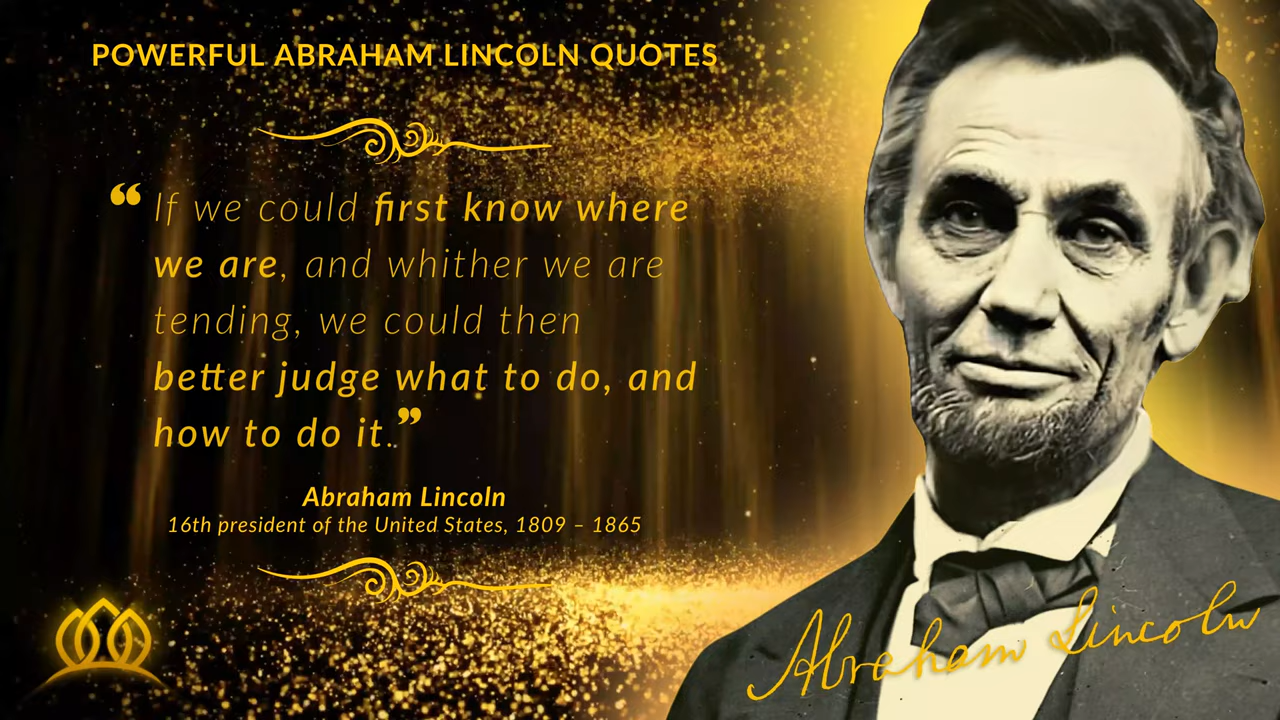 POWERFUL ABRAHAM LINCOLN QUOTES
“If we could first know where
we are, and whither we are
tending, we could then
better judge what to do, and
how to do it.”
Abraham Lincoln
16th president of the United States, 1809 – 1865
Abraham Lincoln